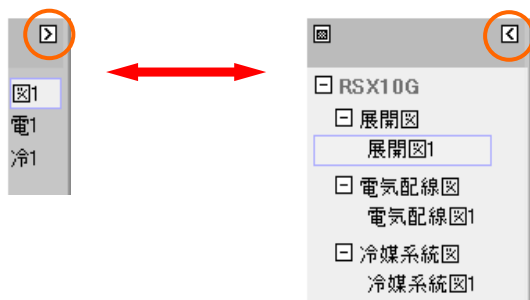 図1
電1
冷1
RSX10G
展開図
展開図1
電気配線図
電気配線図1
冷媒系統図
冷媒系統図1